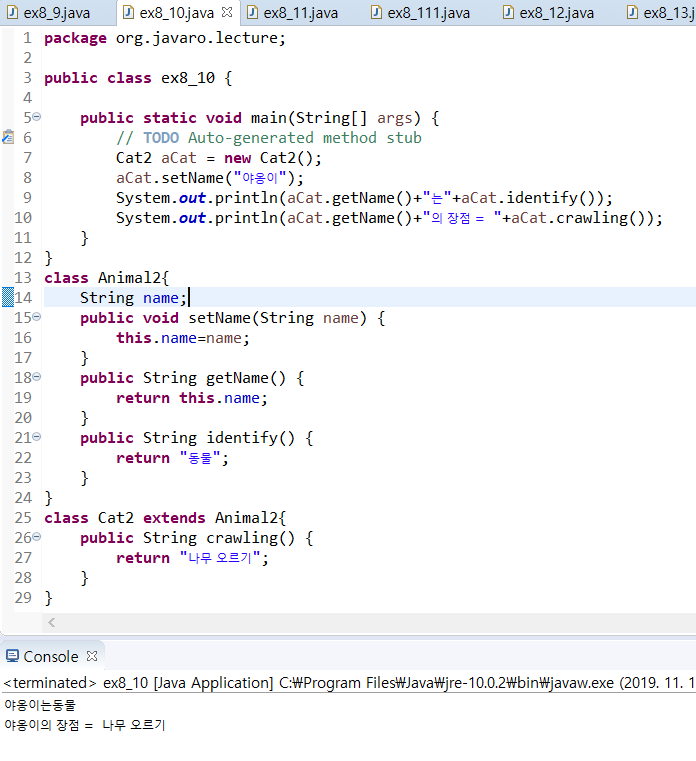 ex8_9.java ex8_10.java ex8_11.java ex8_111.java ex8_12.java ex8_13.j
1 package org.javaro.lecture;
2
3 public class ex8_10 {
4
5     public static void main(String[] args) {
6         // TODO Auto-generated method stub
7         Cat2 aCat = new Cat2();
8         aCat.setName("야옹이");
9         System.out.println(aCat.getName()+"는"+aCat.identify());
10         System.out.println(aCat.getName()+"의 장점 = "+aCat.crawling());
11     }
12 }
13 class Animal2{
14     String name;
15     public void setName(String name) {
16         this.name=name;
17     }
18     public String getName() {
19         return this.name;
20     }
21     public String identify() {
22         return "동물";
23     }
24 }
25 class Cat2 extends Animal2{
26     public String crawling() {
27         return "나무 오르기";
28     }
29 }
Console
<terminated> ex8_10 [Java Application] C:₩Program Files₩Java₩jre-10.0.2₩bin₩javaw.exe (2019. 11. 1
야옹이는동물
야옹이의 장점 = 나무 오르기